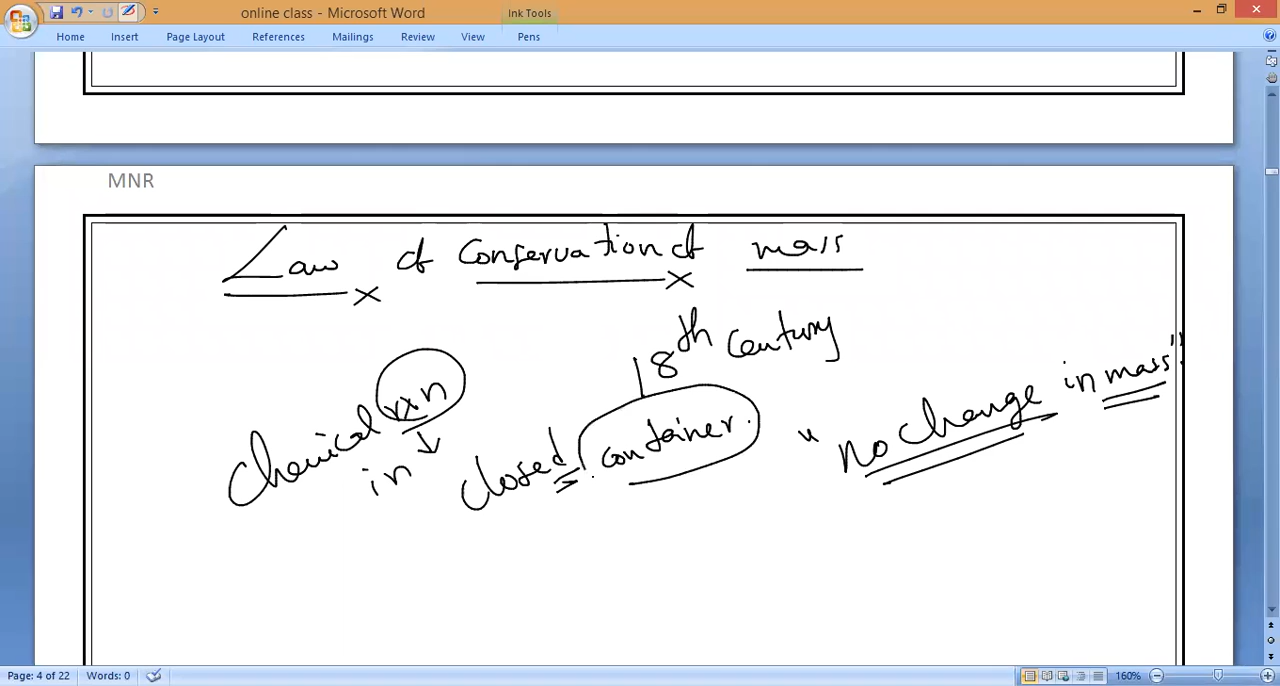 online class - Microsoft Word
Ink Tools
Home Insert Page Layout References Mailings Review View Pens
MNR
Law of Conservation of mass
18th century
Chemical rxn in closed container. "no change in mass"
Page: 4 of 22 Words: 0 160%